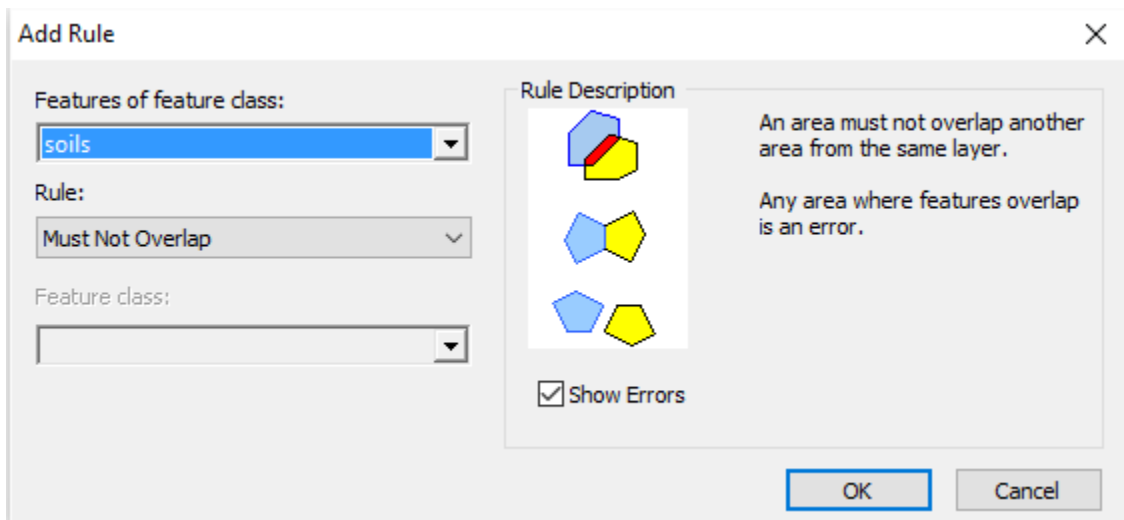 Add Rule
Features of feature class:
soils
Rule:
Must Not Overlap
Feature class:
Rule Description
An area must not overlap another
area from the same layer.
Any area where features overlap
is an error.
Show Errors
OK
Cancel